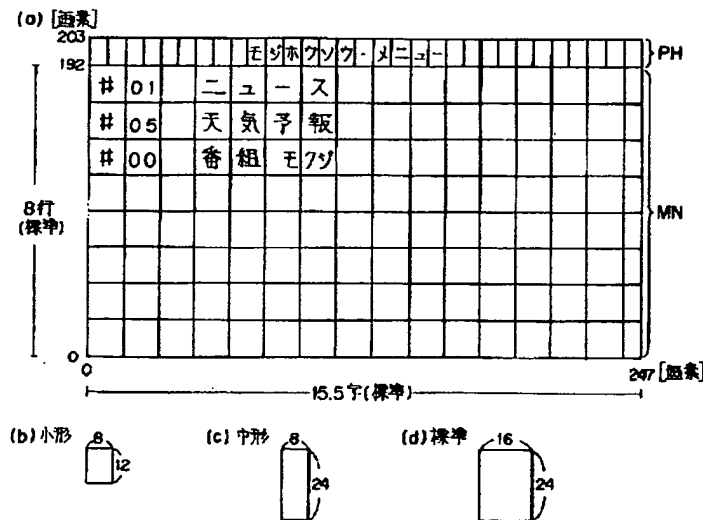 (a) [画素]
203
モジホウソウ・メニュー
PH
192
# 01 ニュース
# 05 天気予報
# 00 番組 モクジ
8行
(標準)
MN
0
0
247 [画素]
15.5字(標準)
(b) 小形
8
12
(c) 中形
8
24
(d) 標準
16
24